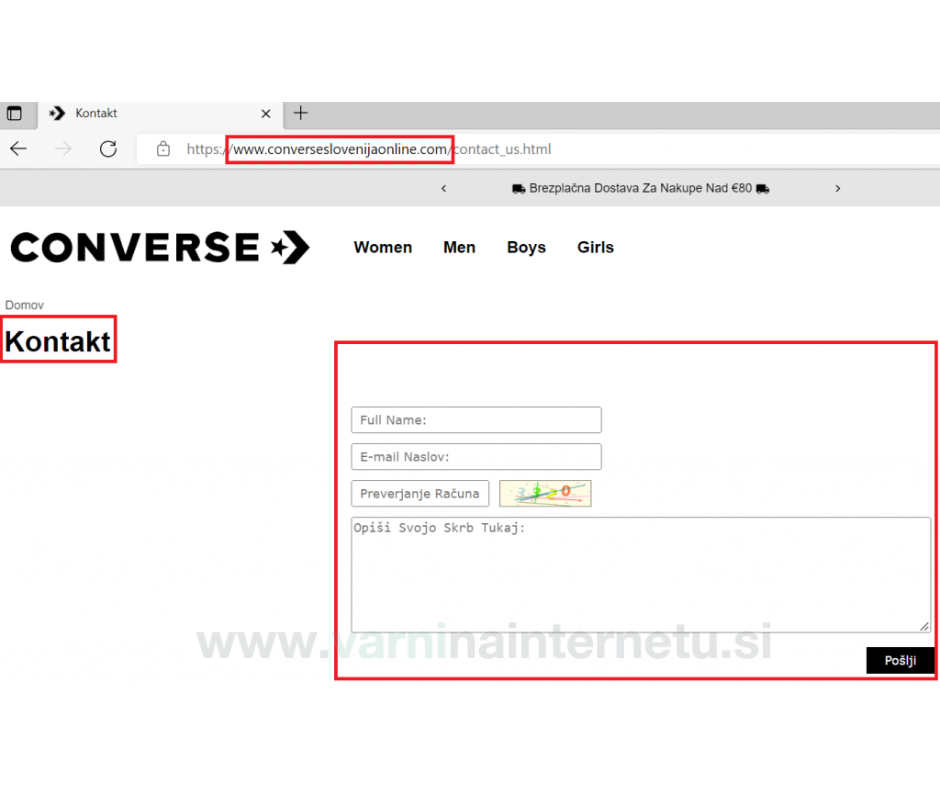 Kontakt
https://www.converseslovenijaonline.com/contact_us.html
Brezplačna Dostava Za Nakupe Nad €80
CONVERSE Women Men Boys Girls
Domov
Kontakt
Full Name:
E-mail Naslov:
Preverjanje Računa 3320
Opiši Svojo Skrb Tukaj:
www.varninainternetu.si
Pošlji